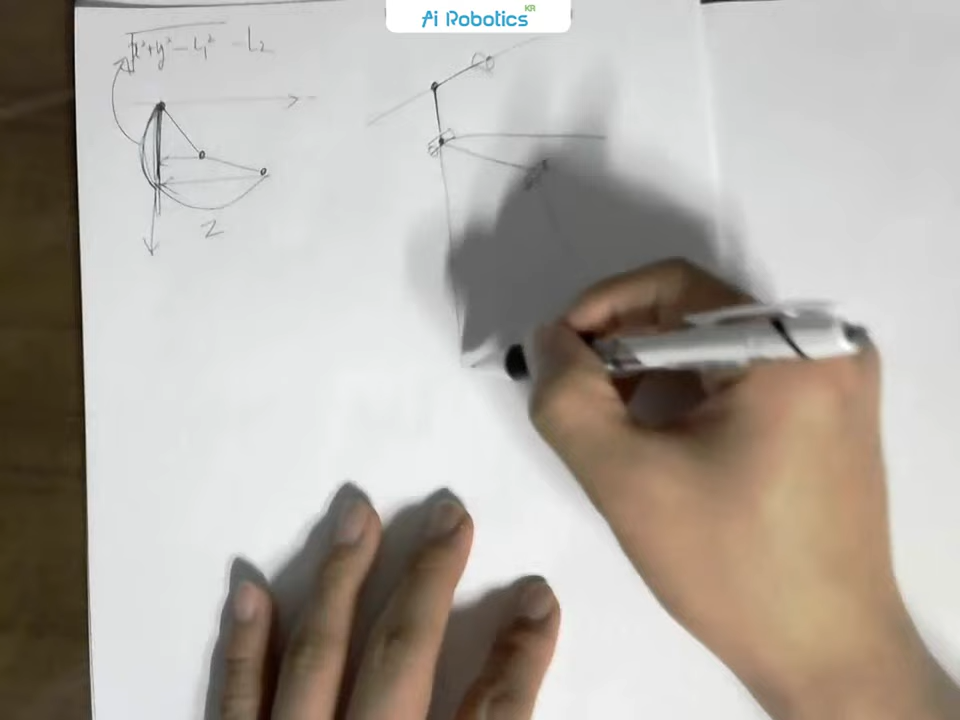 Ai Robotics KR
√x²+y²-L₁² - L₂
Z